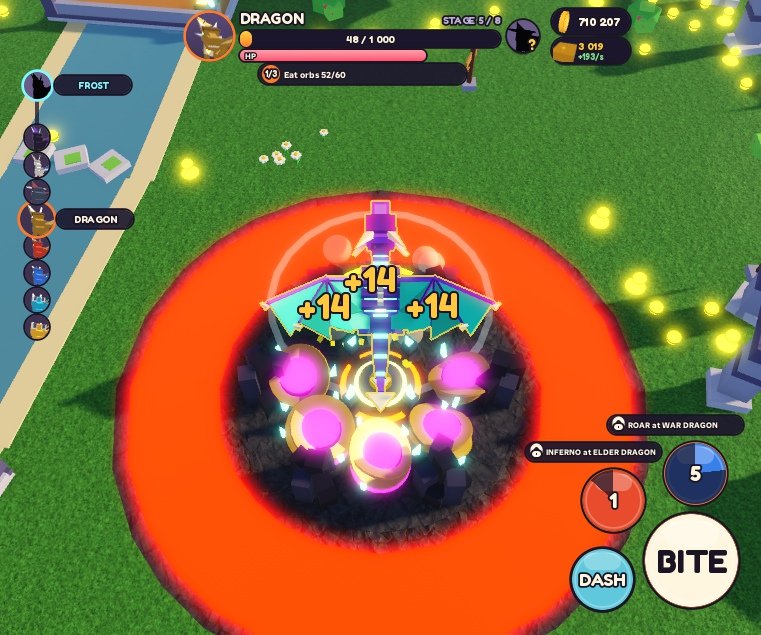 DRAGON
STAGE 5 / 8
48 / 1 000
HP
1/3 Eat orbs 52/60
?
710 207
3 019
+193/s
FROST
DRAGON
+14
+14
+14
ROAR at WAR DRAGON
INFERNO at ELDER DRAGON
5
1
BITE
DASH